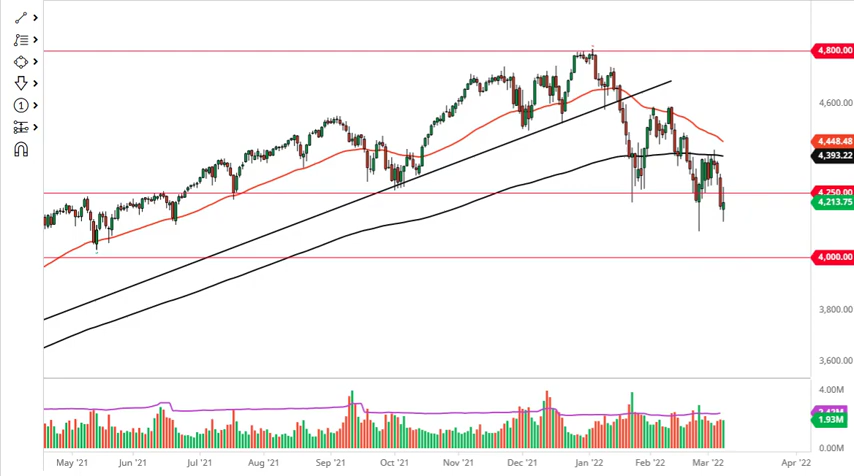 4,800.00
4,600.00
4,448.48
4,393.22
4,250.00
4,213.75
4,000.00
3,800.00
3,600.00
4.00M
1.93M
0.00M
May '21 Jun '21 Jul '21 Aug '21 Sep '21 Oct '21 Nov '21 Dec '21 Jan '22 Feb '22 Mar '22 Apr '22